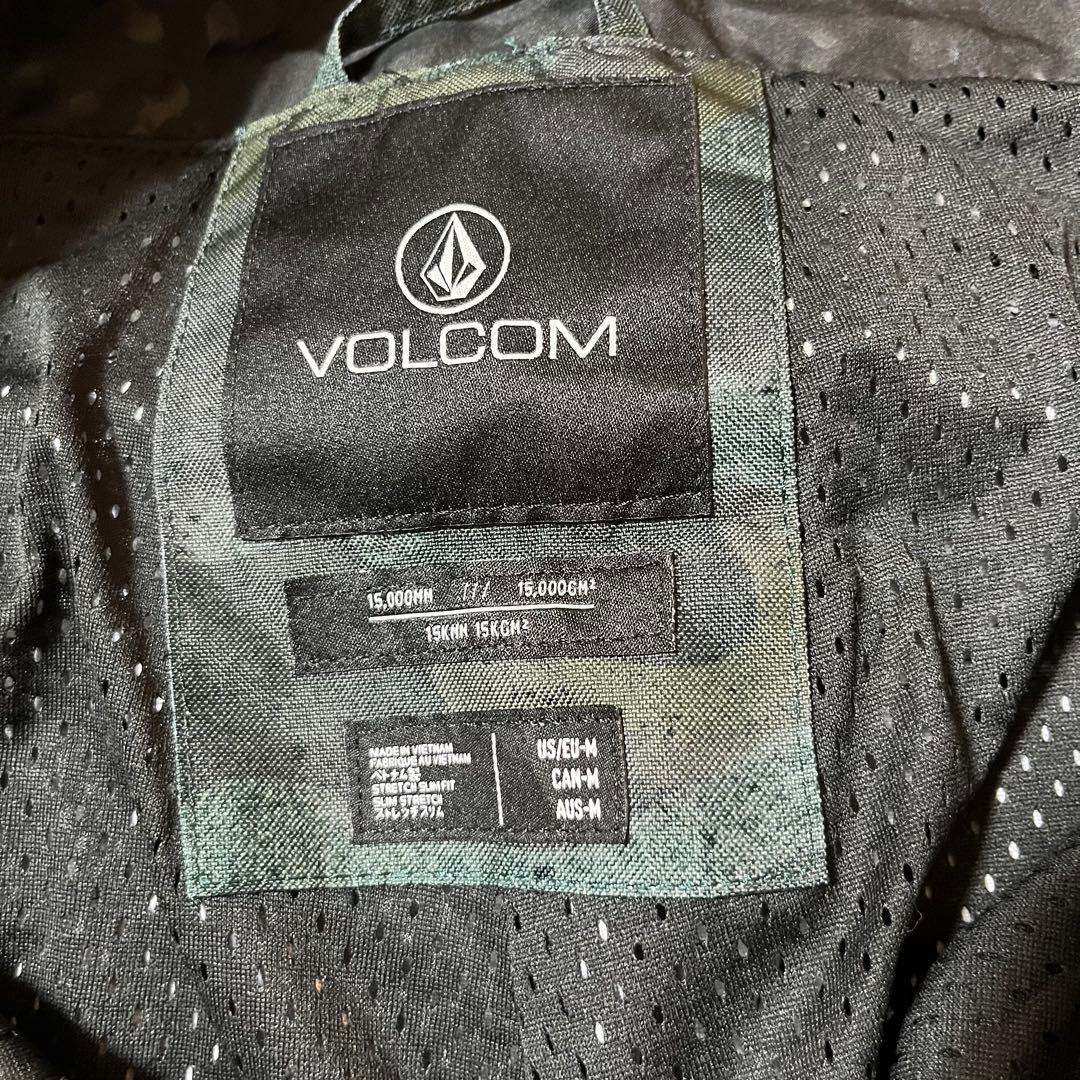 VOLCOM
15,000MM /// 15,000GM²
15KMM 15KGM²
MADE IN VIETNAM
FABRIQUE AU VIETNAM
ベトナム製
STRETCH SLIM FIT
SLIM STRETCH
ストレッチスリム
US/EU-M
CAN-M
AUS-M